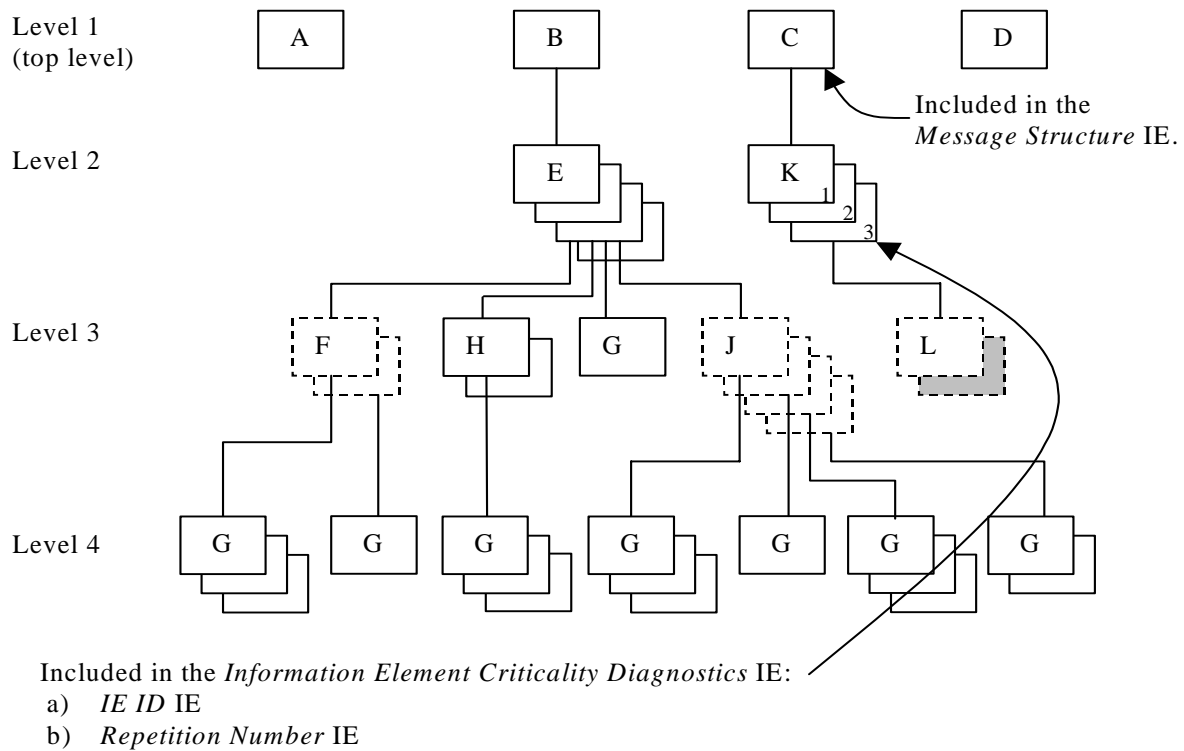 Level 1
(top level)
A
B
C
D
Included in the
Message Structure IE.
Level 2
E
K
1
2
3
Level 3
F
H
G
J
L
Level 4
G
G
G
G
G
G
G
Included in the Information Element Criticality Diagnostics IE:
a) IE ID IE
b) Repetition Number IE